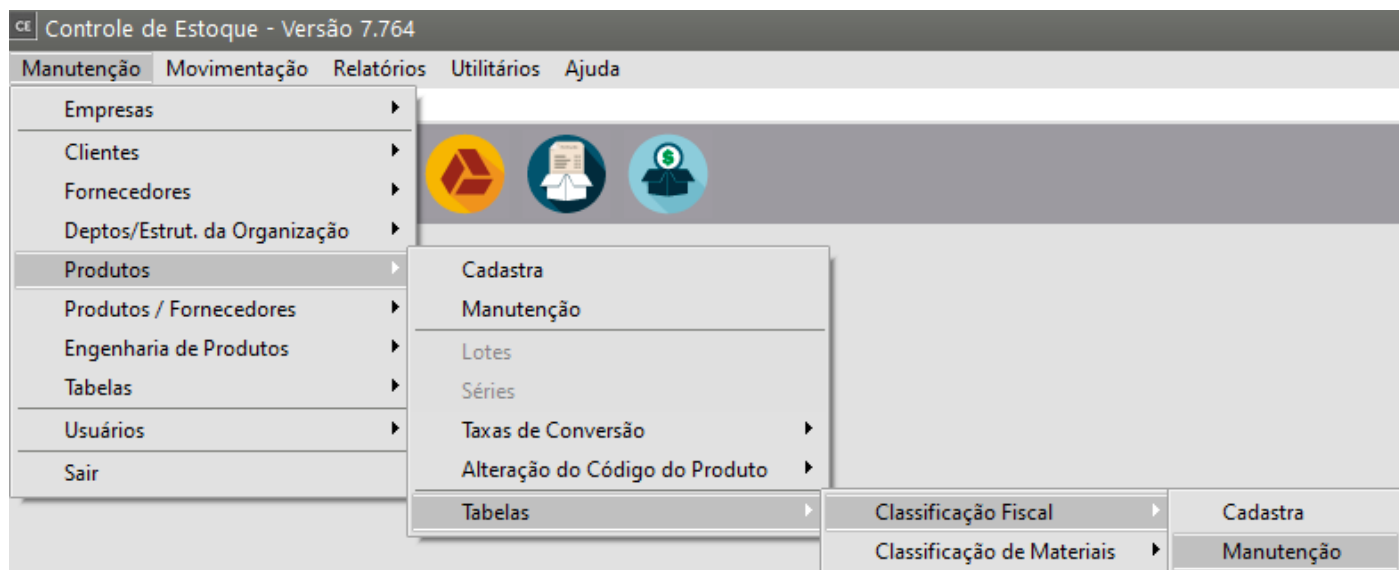 CE Controle de Estoque - Versão 7.764
Manutenção Movimentação Relatórios Utilitários Ajuda
Empresas
Clientes
Fornecedores
Deptos/Estrut. da Organização
Produtos
Produtos / Fornecedores
Engenharia de Produtos
Tabelas
Usuários
Sair
Cadastra
Manutenção
Lotes
Séries
Taxas de Conversão
Alteração do Código do Produto
Tabelas
Classificação Fiscal
Classificação de Materiais
Cadastra
Manutenção